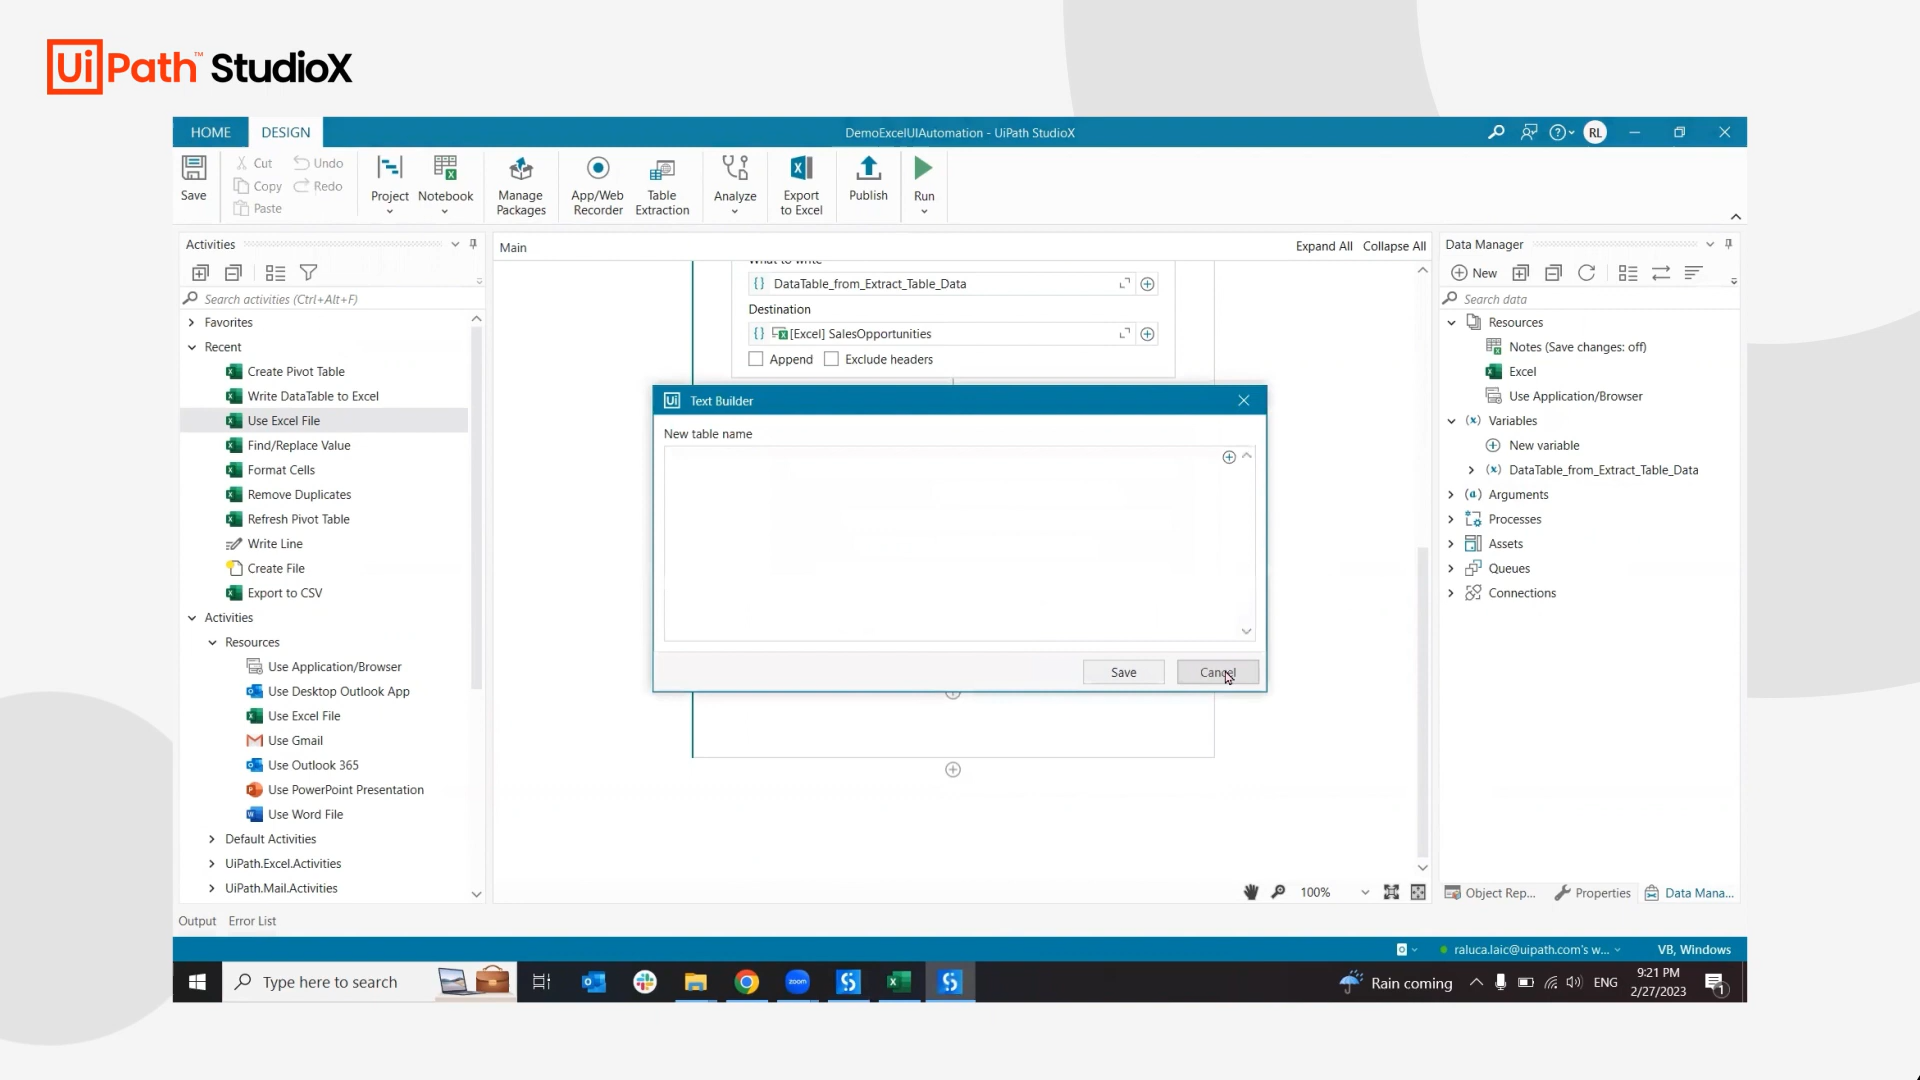 UiPath™ StudioX
HOME
DESIGN
DemoExcelUIAutomation - UiPath StudioX
RL
Save
Cut
Copy
Paste
Undo
Redo
Project
Notebook
Manage
Packages
App/Web
Recorder
Table
Extraction
Analyze
Export
to Excel
Publish
Run
Activities
Search activities (Ctrl+Alt+F)
Favorites
Recent
Create Pivot Table
Write DataTable to Excel
Use Excel File
Find/Replace Value
Format Cells
Remove Duplicates
Refresh Pivot Table
Write Line
Create File
Export to CSV
Activities
Resources
Use Application/Browser
Use Desktop Outlook App
Use Excel File
Use Gmail
Use Outlook 365
Use PowerPoint Presentation
Use Word File
Default Activities
UiPath.Excel.Activities
UiPath.Mail.Activities
Output
Error List
Main
Expand All
Collapse All
What to write
DataTable_from_Extract_Table_Data
Destination
[Excel] SalesOpportunities
Append
Exclude headers
Ui Text Builder
New table name
Save
Cancel
100%
Data Manager
New
Search data
Resources
Notes (Save changes: off)
Excel
Use Application/Browser
Variables
New variable
DataTable_from_Extract_Table_Data
Arguments
Processes
Assets
Queues
Connections
Object Rep...
Properties
Data Mana...
raluca.laic@uipath.com's w...
VB, Windows
Type here to search
zoom
Rain coming
ENG
9:21 PM
2/27/2023
1